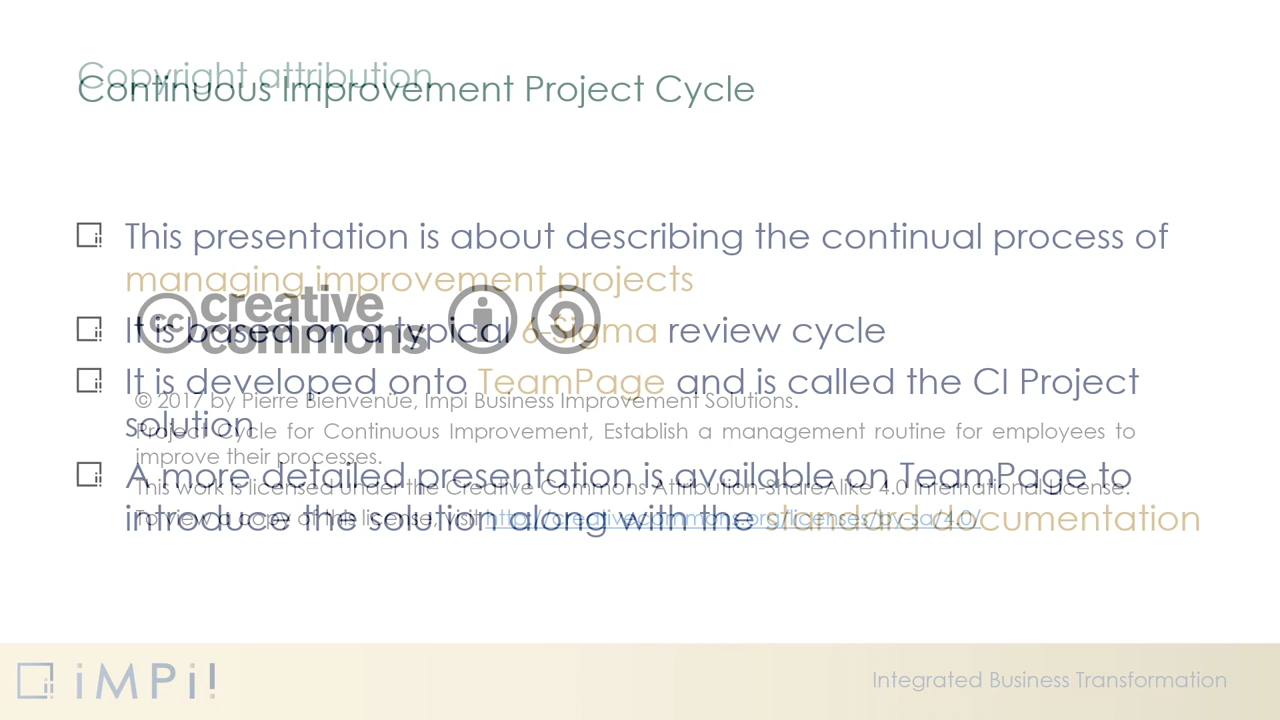 Copyright attribution
Continuous Improvement Project Cycle
This presentation is about describing the continual process of
managing improvement projects
cc creative
commons
It is based on a typical 6-Sigma review cycle
It is developed onto TeamPage and is called the CI Project
solution
© 2017 by Pierre Bienvenüe, Impi Business Improvement Solutions.
Project Cycle for Continuous Improvement, Establish a management routine for employees to
improve their processes.
A more detailed presentation is available on TeamPage to
introduce the solution along with the standard documentation
This work is licensed under the Creative Commons Attribution-ShareAlike 4.0 International License.
To view a copy of this license, visit http://creativecommons.org/licenses/by-sa/4.0/
iMPi!
Integrated Business Transformation